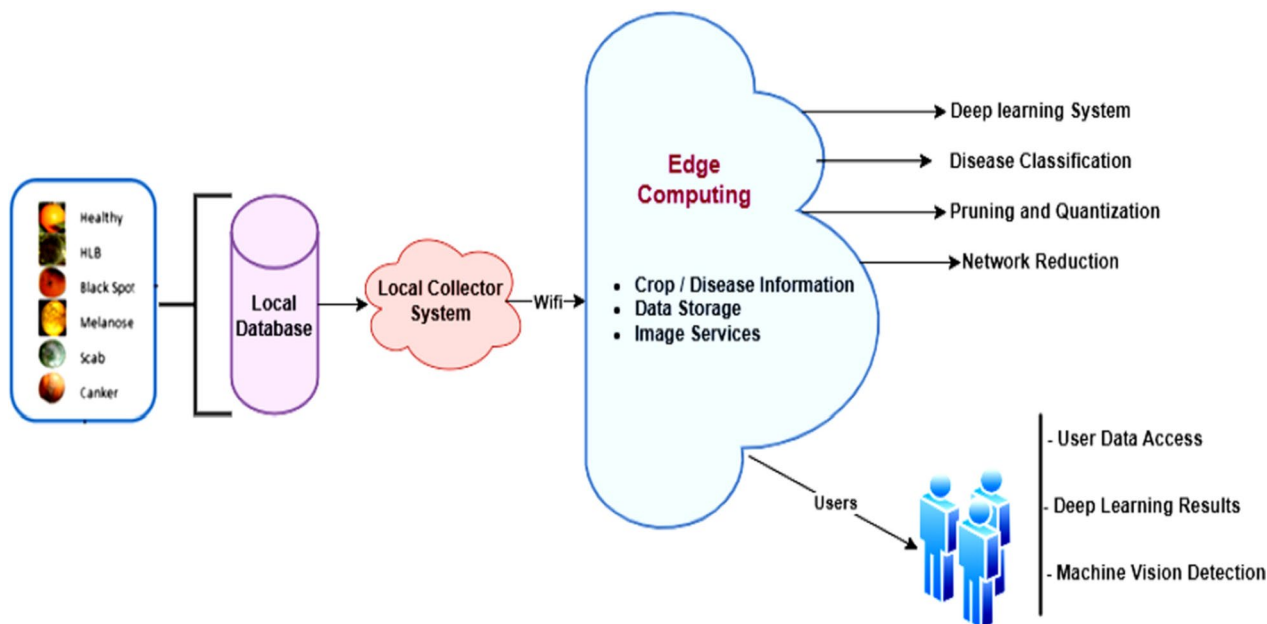 Healthy
HLB
Black Spot
Melanose
Scab
Canker
Local
Database
Local Collector
System
Wifi
Edge
Computing
• Crop / Disease Information
• Data Storage
• Image Services
Deep learning System
Disease Classification
Pruning and Quantization
Network Reduction
Users
- User Data Access
- Deep Learning Results
- Machine Vision Detection